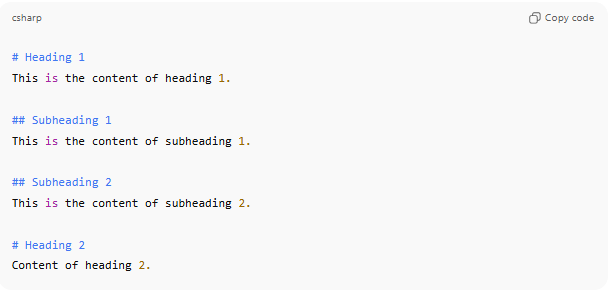 csharp
Copy code
# Heading 1
This is the content of heading 1.
## Subheading 1
This is the content of subheading 1.
## Subheading 2
This is the content of subheading 2.
# Heading 2
Content of heading 2.